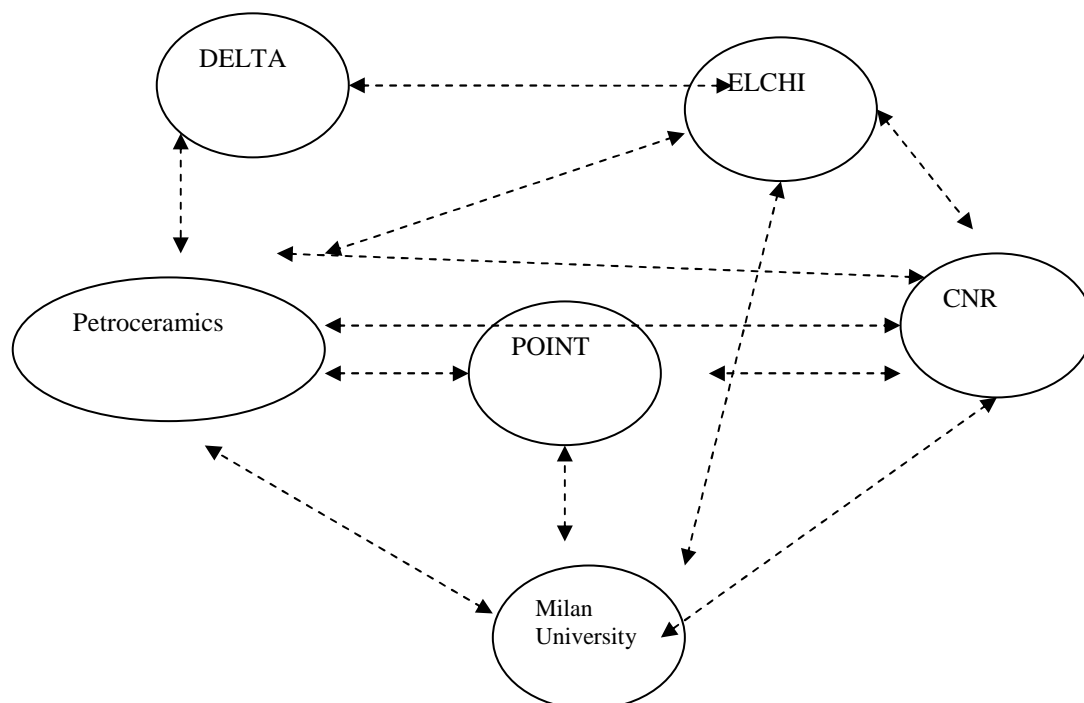 DELTA
ELCHI
Petroceramics
POINT
CNR
Milan
University